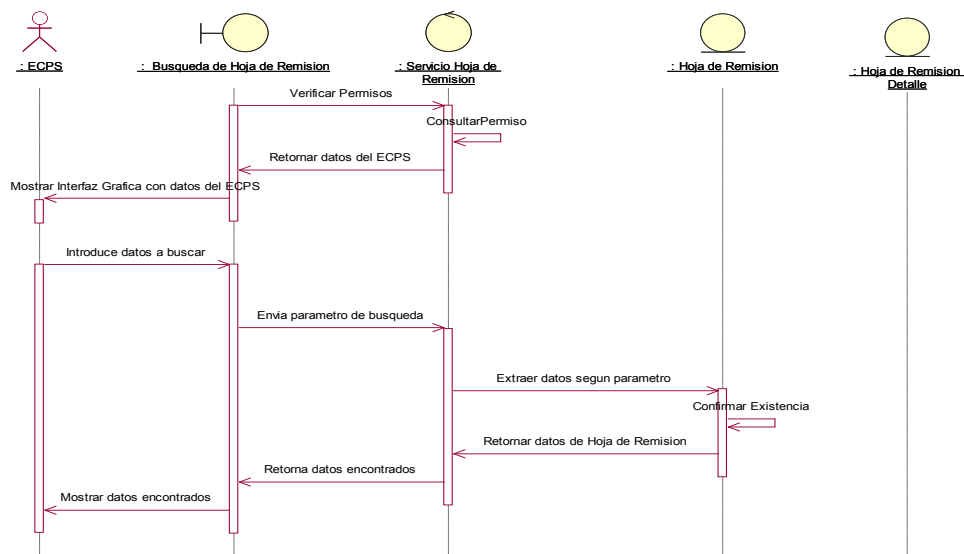 : ECPS
: Busqueda de Hoja de Remision
: Servicio Hoja de
Remision
: Hoja de Remision
: Hoja de Remision
Detalle
Verificar Permisos
ConsultarPermiso
Retornar datos del ECPS
Mostrar Interfaz Grafica con datos del ECPS
Introduce datos a buscar
Envia parametro de busqueda
Extraer datos segun parametro
Confirmar Existencia
Retornar datos de Hoja de Remision
Retorna datos encontrados
Mostrar datos encontrados